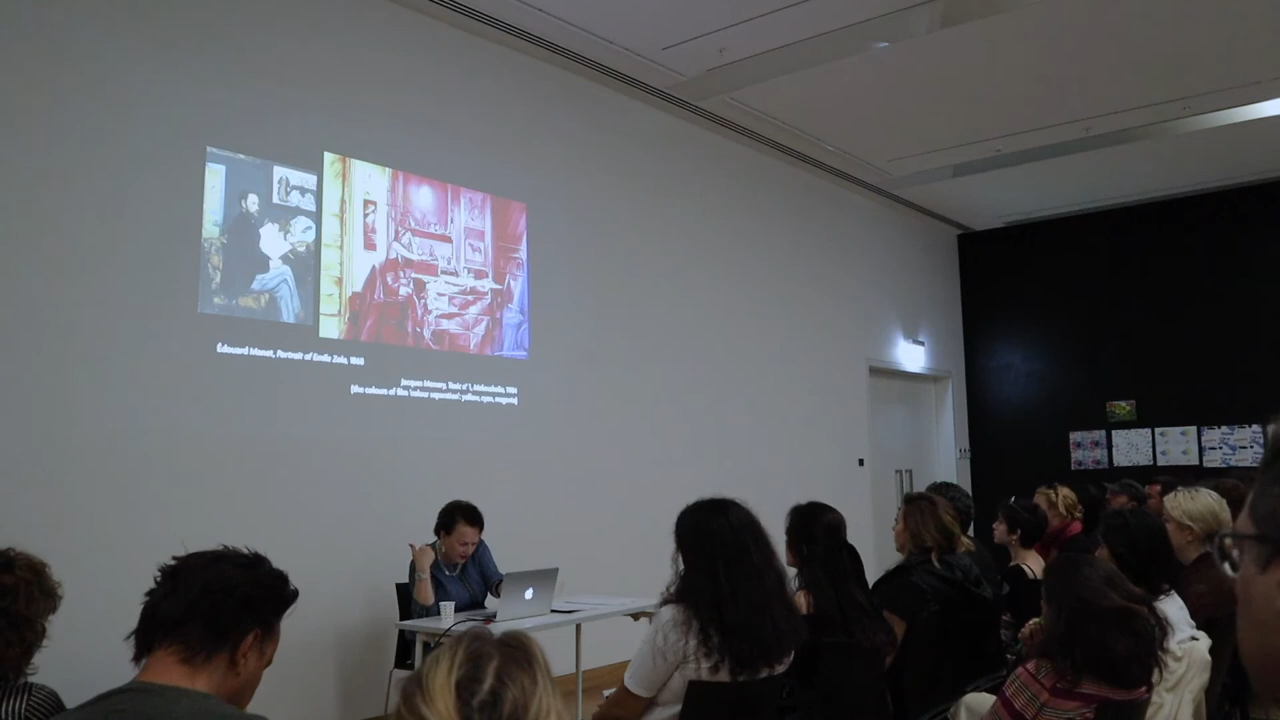 Édouard Manet, Portrait of Emile Zola, 1868
Jacques Monory, Toxic n°1, Melancholia, 1984
(the colours of film 'colour separation': yellow, cyan, magenta)